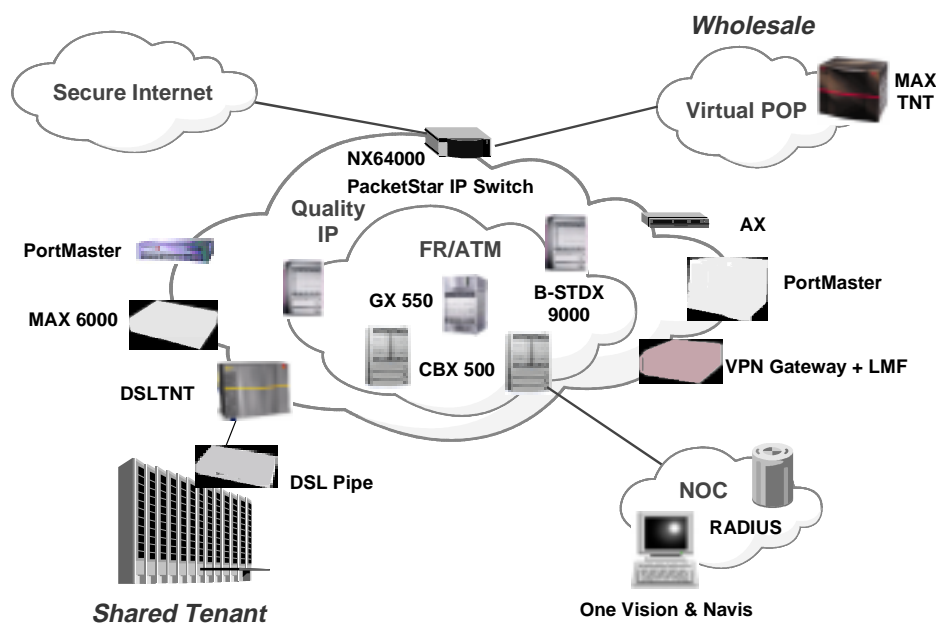 Wholesale
Secure Internet
Virtual POP
MAX
TNT
NX64000
PacketStar IP Switch
Quality
IP
AX
PortMaster
FR/ATM
PortMaster
GX 550
B-STDX
9000
MAX 6000
CBX 500
VPN Gateway + LMF
DSLTNT
DSL Pipe
NOC
RADIUS
Shared Tenant
One Vision & Navis